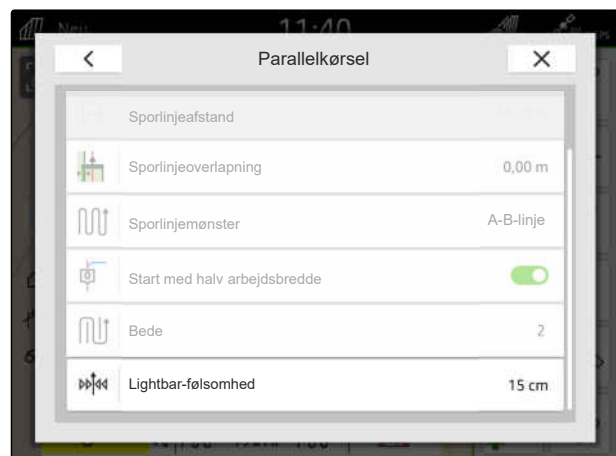 Neu
11:40
Parallelkørsel
Sporlinjeafstand
Sporlinjeoverlapning 0,00 m
Sporlinjemønster A-B-linje
Start med halv arbejdsbredde
Bede 2
Lightbar-følsomhed 15 cm